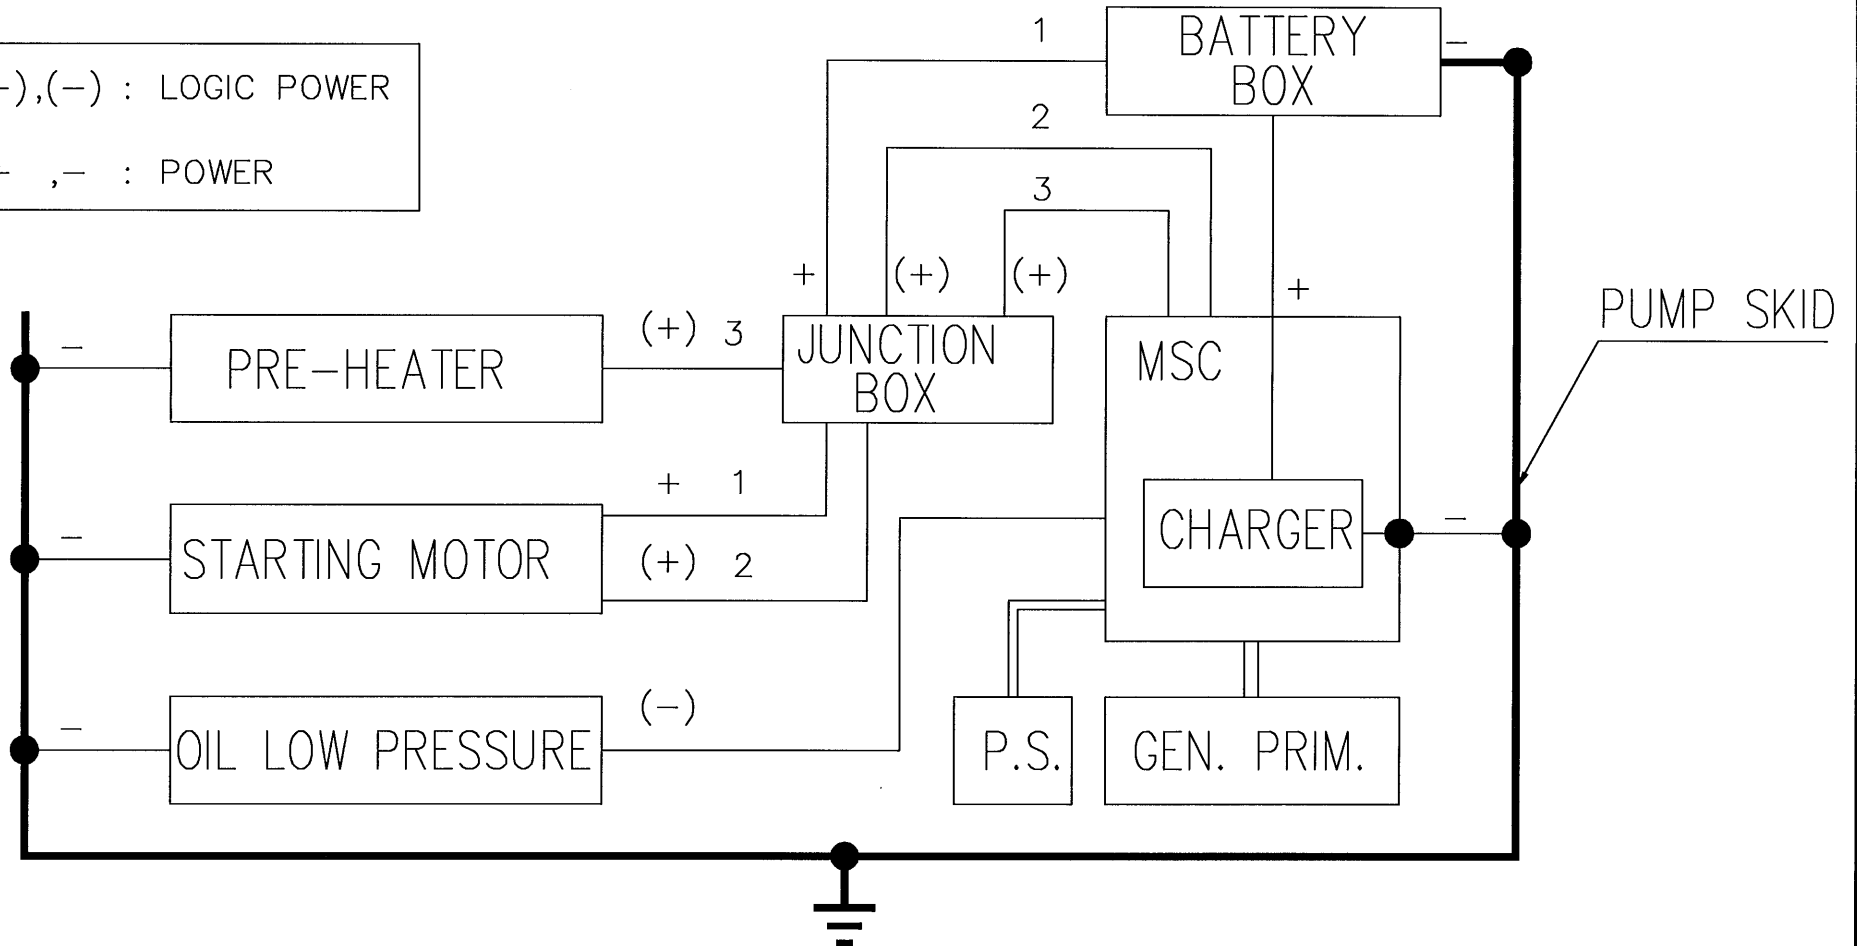 1
BATTERY
BOX
−
−),(−) : LOGIC POWER
2
− ,− : POWER
3
+
(+)
(+)
+
PUMP SKID
−
PRE−HEATER
(+) 3
JUNCTION
BOX
MSC
+ 1
−
STARTING MOTOR
(+) 2
CHARGER
−
−
OIL LOW PRESSURE
(−)
P.S.
GEN. PRIM.